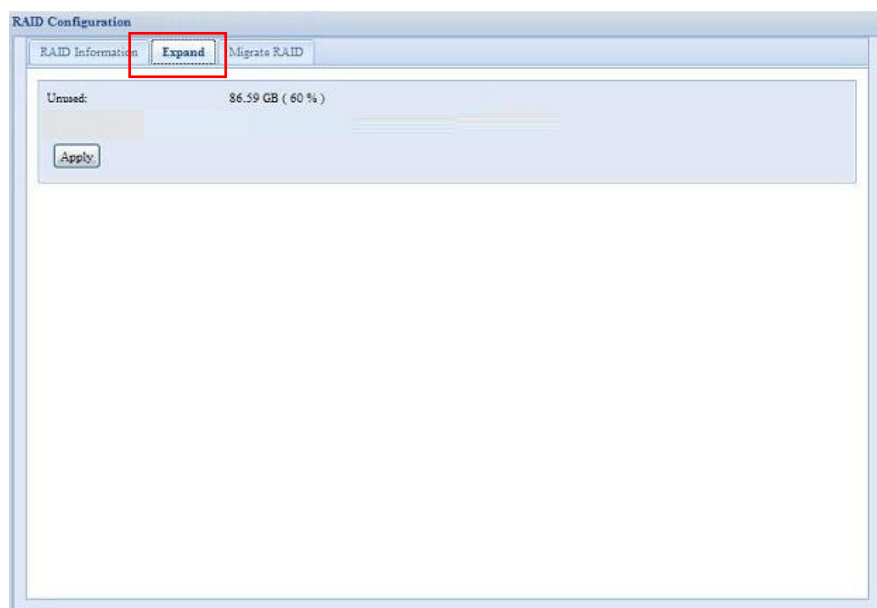 RAID Configuration
RAID Information Expand Migrate RAID
Unused: 86.59 GB ( 60 % )
Apply